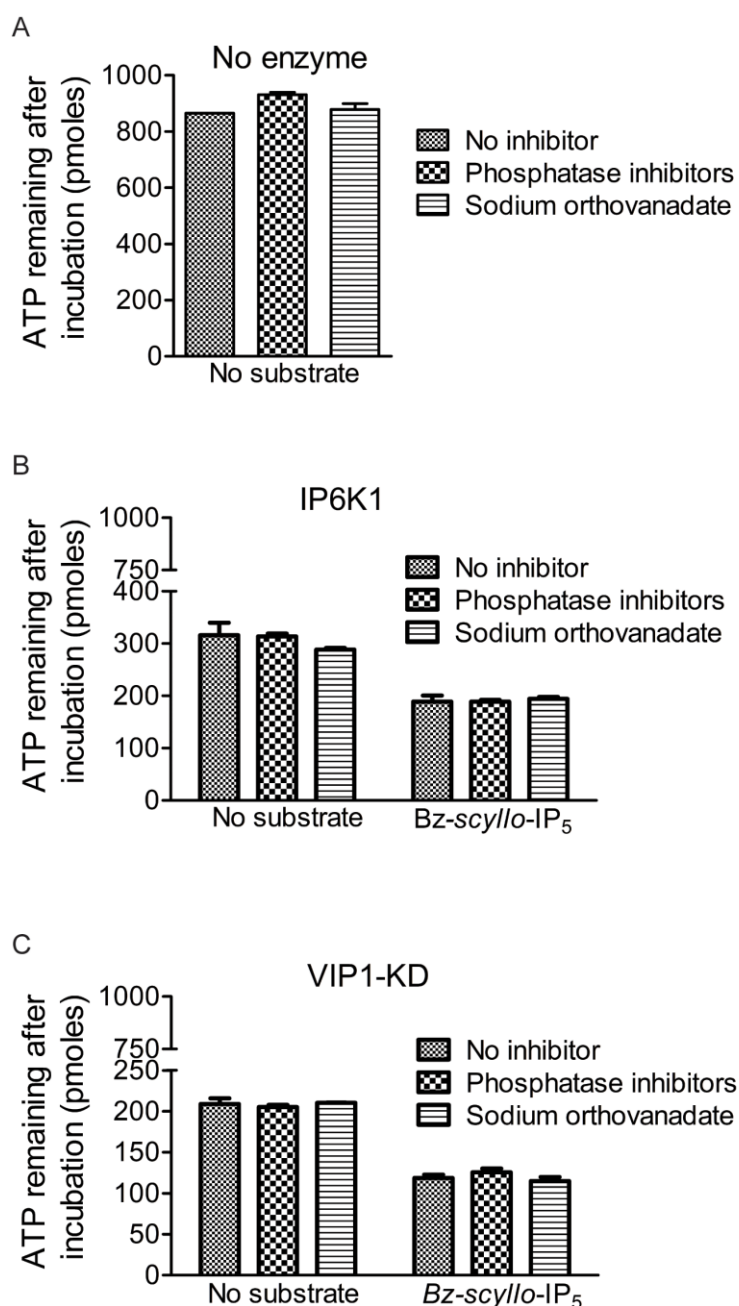 A
No enzyme
ATP remaining after
incubation (pmoles)
1000
800
600
400
200
0
No substrate
No inhibitor
Phosphatase inhibitors
Sodium orthovanadate
B
IP6K1
ATP remaining after
incubation (pmoles)
1000
750
400
300
200
100
0
No substrate
Bz-scyllo-IP5
No inhibitor
Phosphatase inhibitors
Sodium orthovanadate
C
VIP1-KD
ATP remaining after
incubation (pmoles)
1000
750
250
200
150
100
50
0
No substrate
Bz-scyllo-IP5
No inhibitor
Phosphatase inhibitors
Sodium orthovanadate